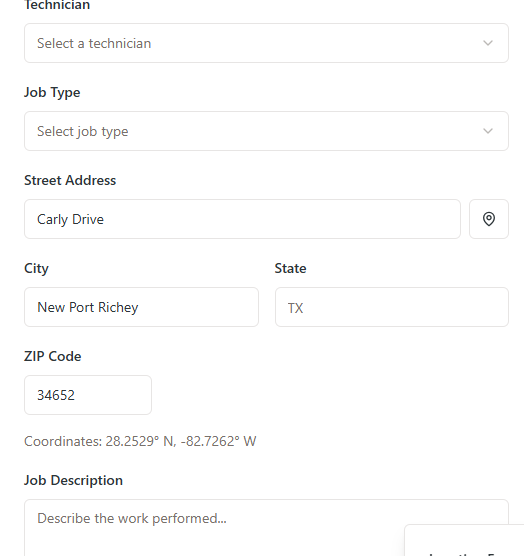 Technician
Select a technician
Job Type
Select job type
Street Address
Carly Drive
City
State
New Port Richey
TX
ZIP Code
34652
Coordinates: 28.2529° N, -82.7262° W
Job Description
Describe the work performed...